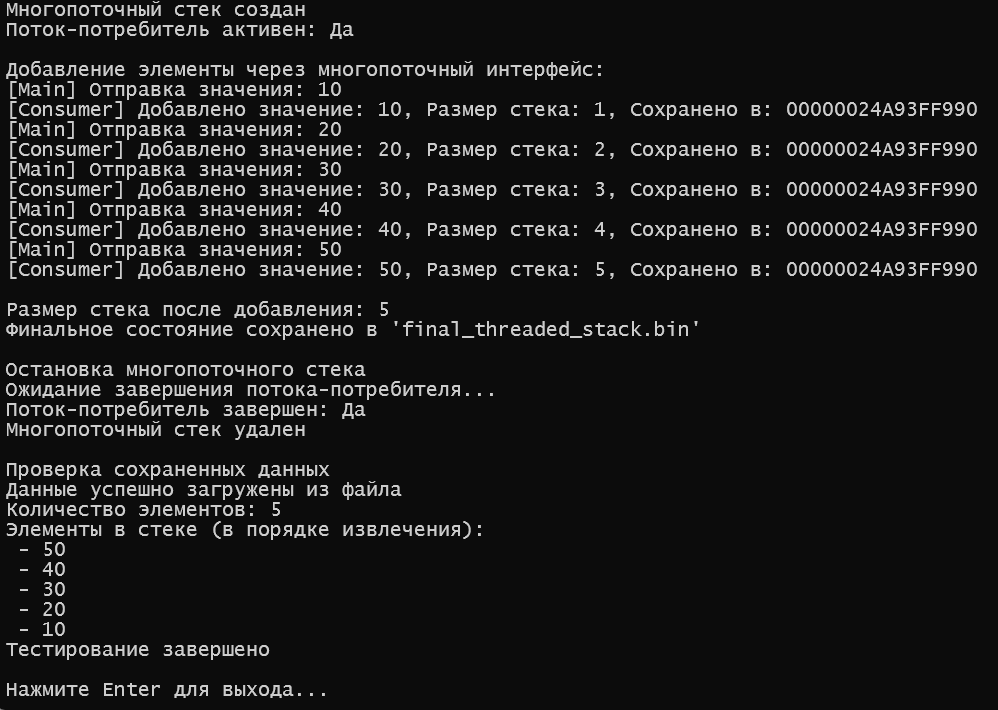 Многопоточный стек создан
Поток-потребитель активен: Да
Добавление элементы через многопоточный интерфейс:
[Main] Отправка значения: 10
[Consumer] Добавлено значение: 10, Размер стека: 1, Сохранено в: 00000024A93FF990
[Main] Отправка значения: 20
[Consumer] Добавлено значение: 20, Размер стека: 2, Сохранено в: 00000024A93FF990
[Main] Отправка значения: 30
[Consumer] Добавлено значение: 30, Размер стека: 3, Сохранено в: 00000024A93FF990
[Main] Отправка значения: 40
[Consumer] Добавлено значение: 40, Размер стека: 4, Сохранено в: 00000024A93FF990
[Main] Отправка значения: 50
[Consumer] Добавлено значение: 50, Размер стека: 5, Сохранено в: 00000024A93FF990
Размер стека после добавления: 5
Финальное состояние сохранено в 'final_threaded_stack.bin'
Остановка многопоточного стека
Ожидание завершения потока-потребителя...
Поток-потребитель завершен: Да
Многопоточный стек удален
Проверка сохраненных данных
Данные успешно загружены из файла
Количество элементов: 5
Элементы в стеке (в порядке извлечения):
 - 50
 - 40
 - 30
 - 20
 - 10
Тестирование завершено
Нажмите Enter для выхода...